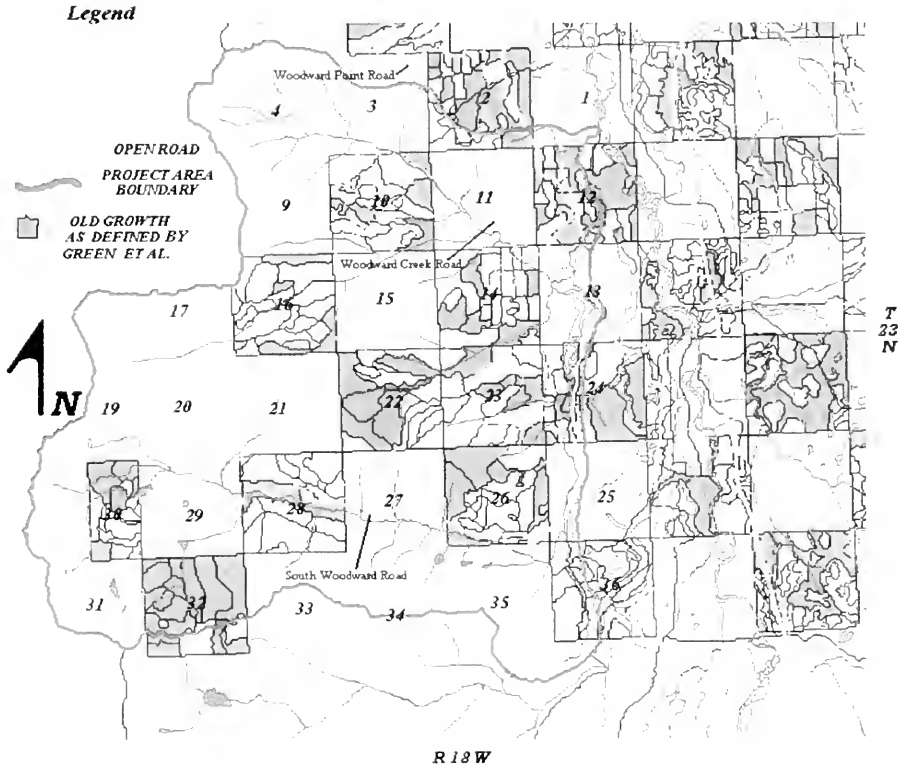 Legend
Woodward Point Road
4
3
2
1
OPEN ROAD
PROJECT AREA
BOUNDARY
OLD GROWTH
AS DEFINED BY
GREEN ET AL.
9
10
11
12
Woodward Creek Road
17
16
15
14
13
T
23
N
N
19
20
21
22
23
24
30
29
28
27
26
25
South Woodward Road
31
32
33
34
35
36
R 18 W